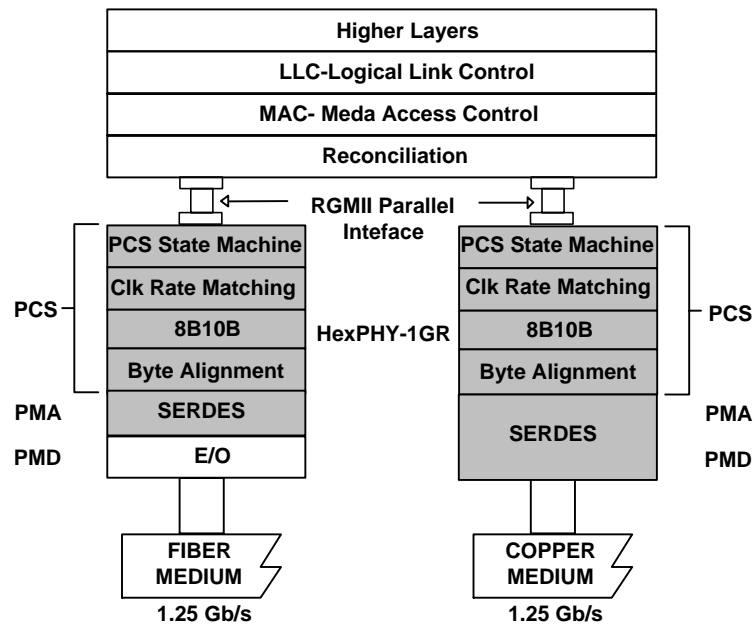 Higher Layers
LLC-Logical Link Control
MAC- Meda Access Control
Reconciliation
RGMII Parallel
Inteface
PCS State Machine
Clk Rate Matching
8B10B
Byte Alignment
SERDES
E/O
PCS
PMA
PMD
HexPHY-1GR
PCS State Machine
Clk Rate Matching
8B10B
Byte Alignment
SERDES
PCS
PMA
PMD
FIBER
MEDIUM
1.25 Gb/s
COPPER
MEDIUM
1.25 Gb/s